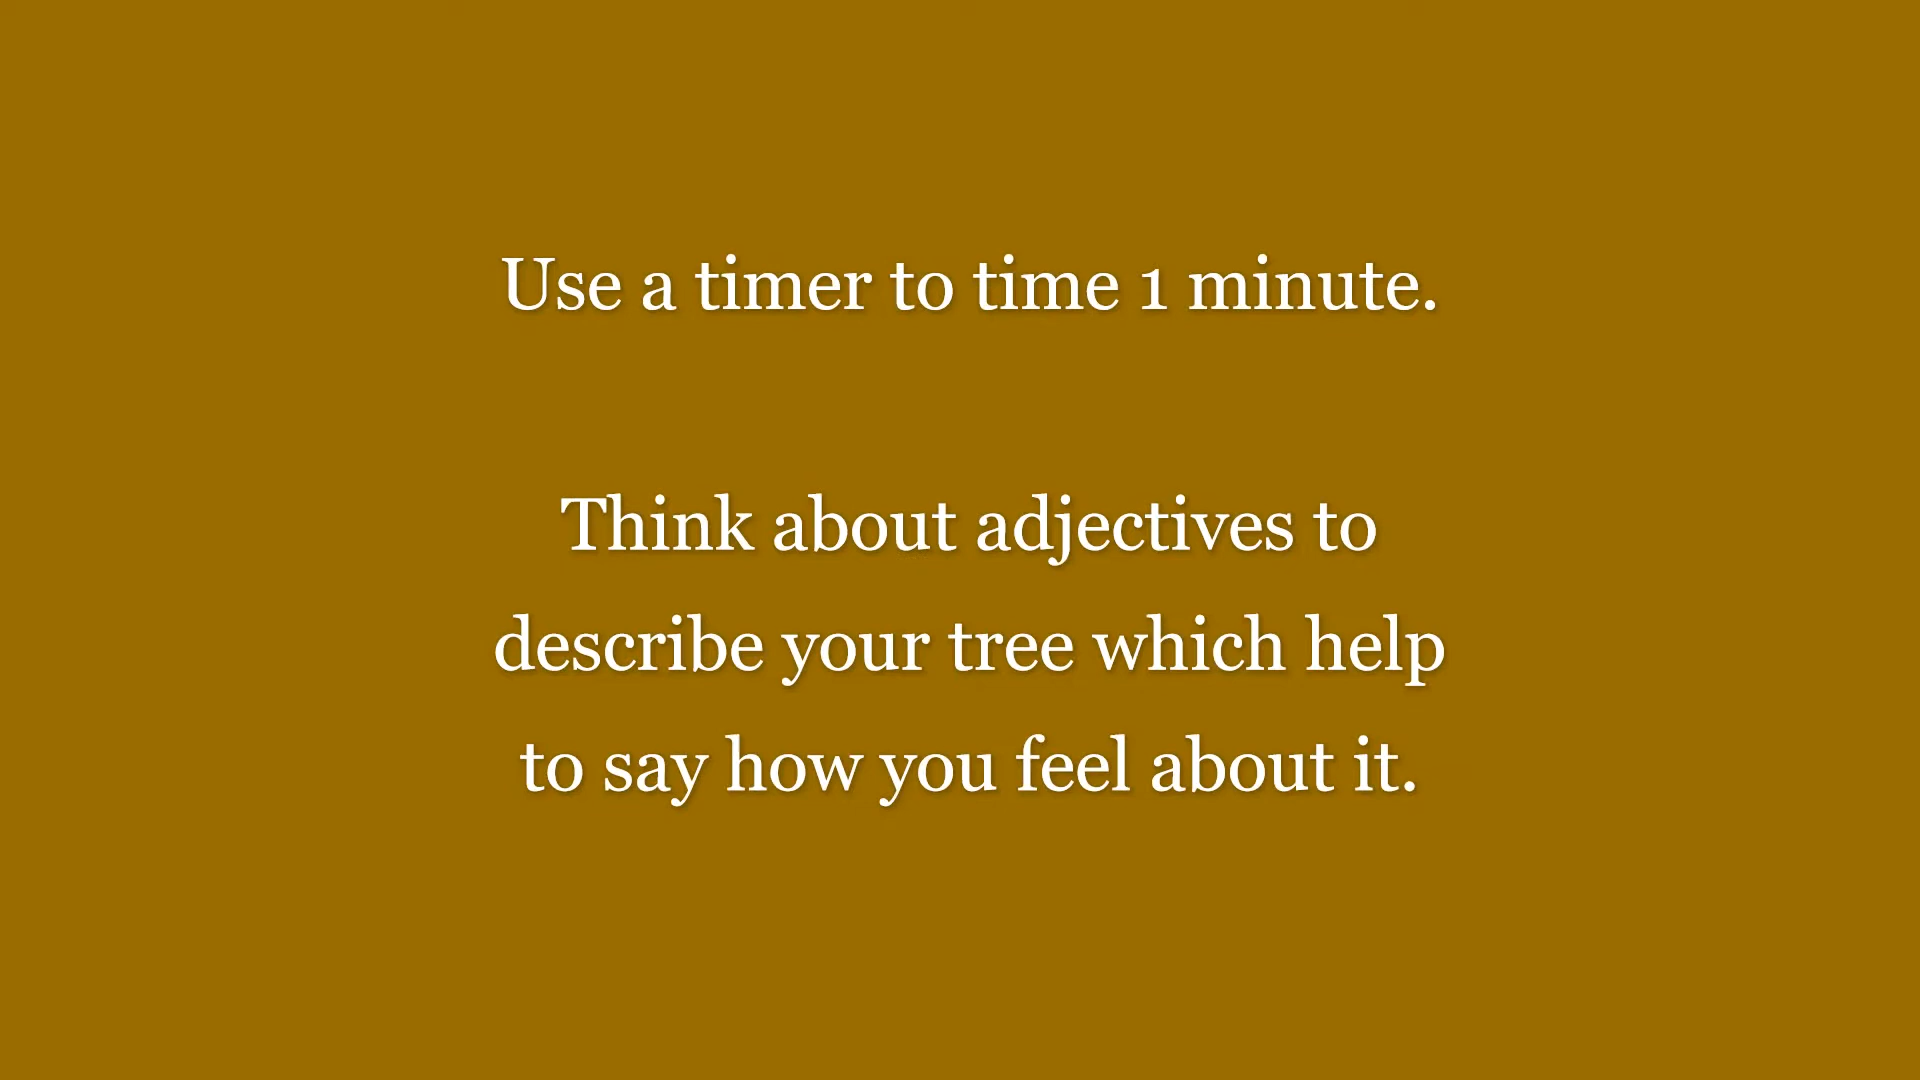 Use a timer to time 1 minute.
Think about adjectives to
describe your tree which help
to say how you feel about it.